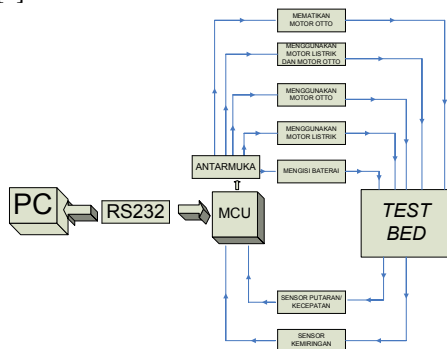 MEMATIKAN
MOTOR OTTO
MENGGUNAKAN
MOTOR LISTRIK
DAN MOTOR OTTO
MENGGUNAKAN
MOTOR OTTO
MENGGUNAKAN
MOTOR LISTRIK
ANTARMUKA
MENGISI BATERAI
PC
RS232
MCU
TEST
BED
SENSOR PUTARAN/
KECEPATAN
SENSOR
KEMIRINGAN